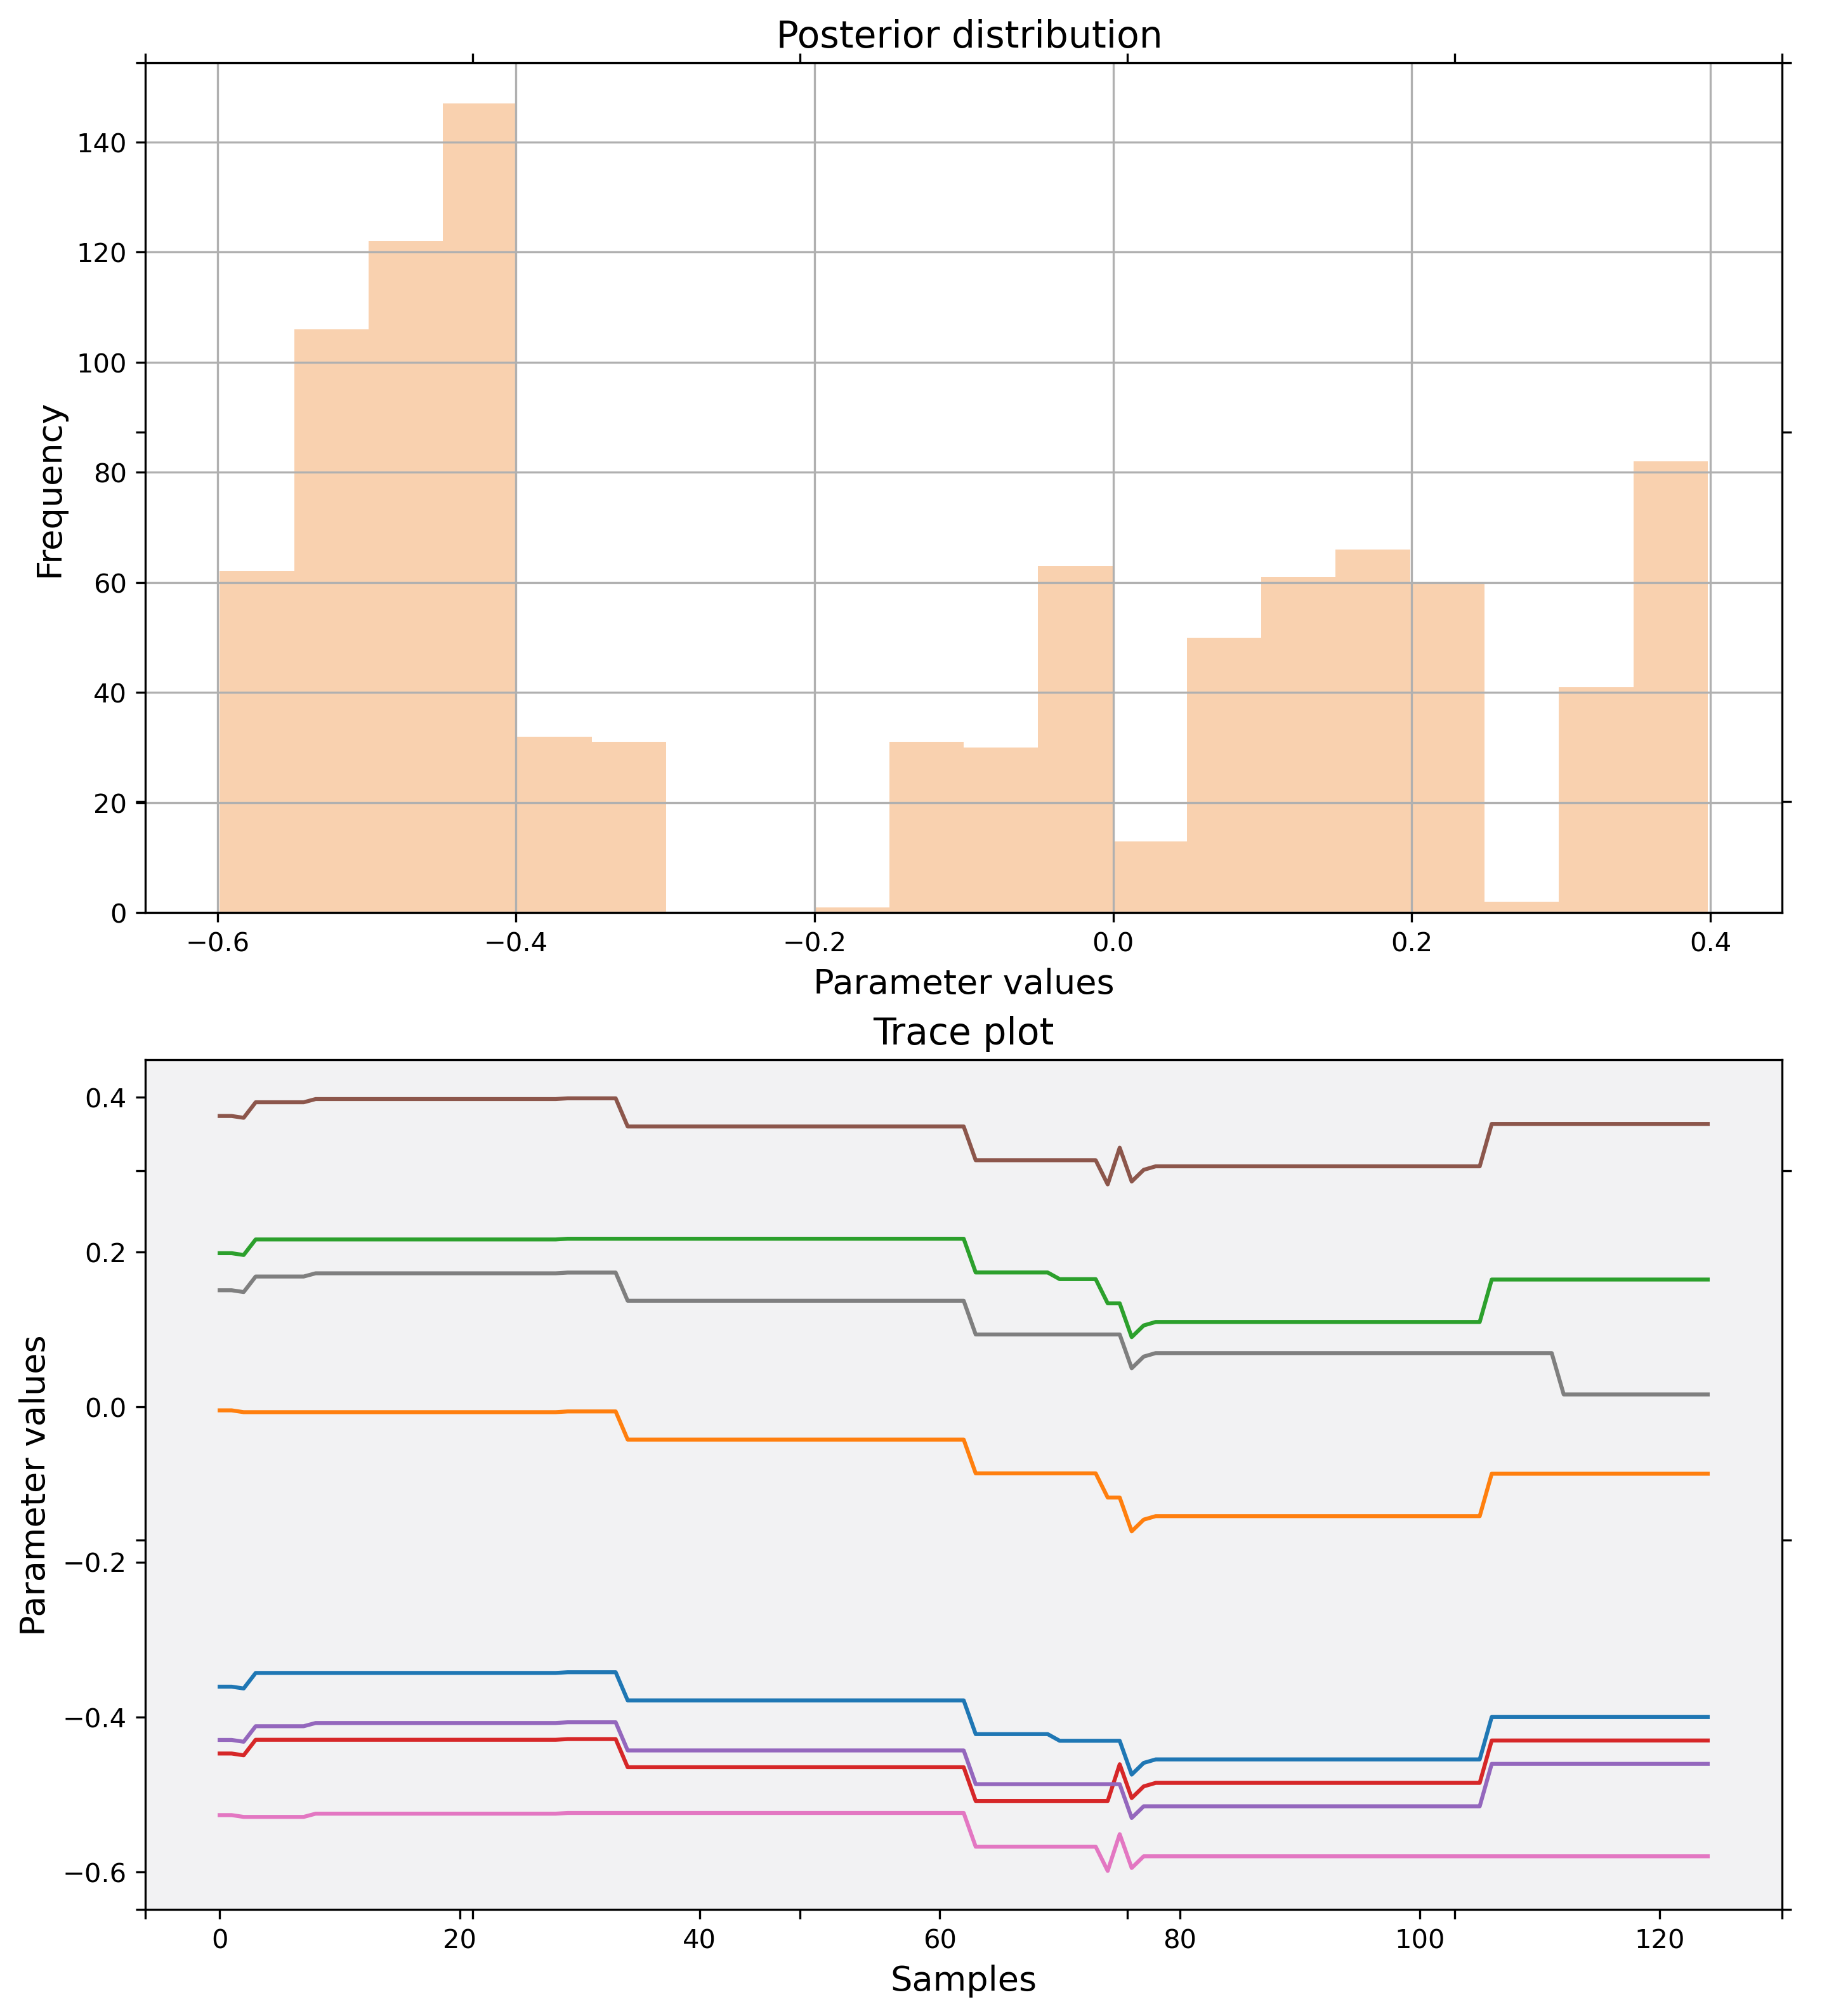 Posterior distribution
140
120
100
80
60
40
20
0
Frequency
−0.6 −0.4 −0.2 0.0 0.2 0.4
Parameter values
Trace plot
0.4
0.2
0.0
−0.2
−0.4
−0.6
Parameter values
0 20 40 60 80 100 120
Samples